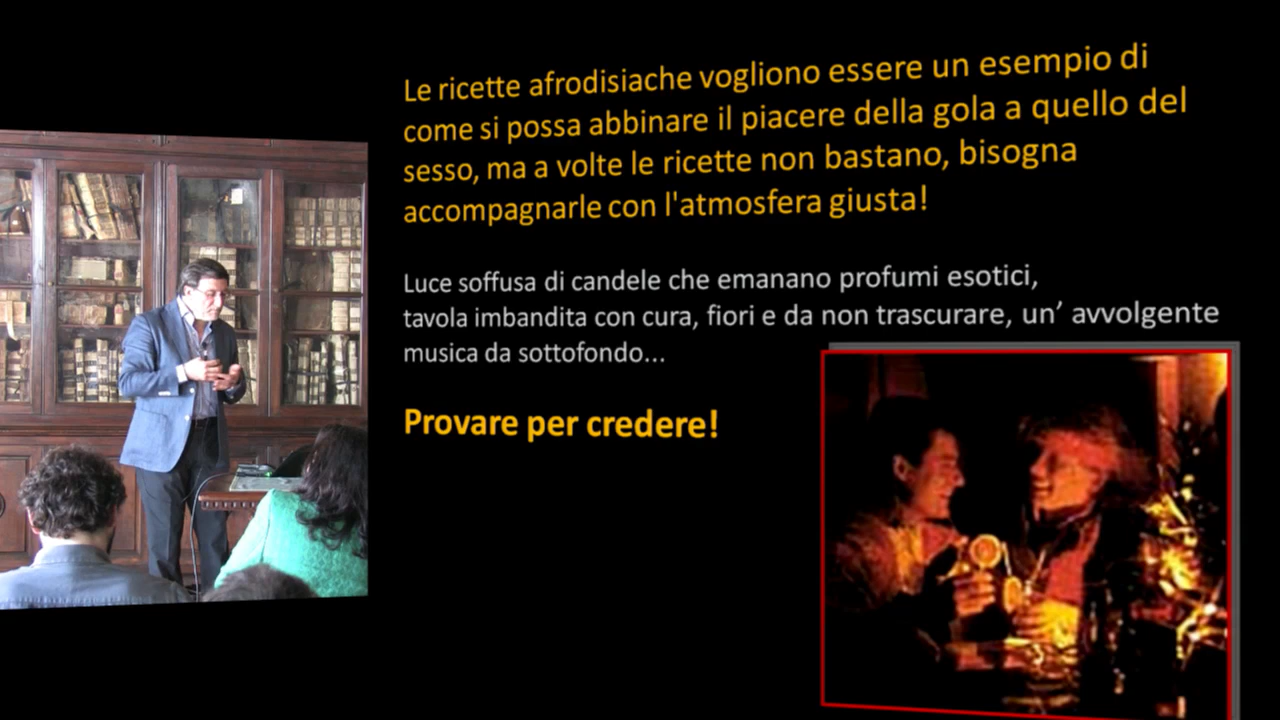 Le ricette afrodisiache vogliono essere un esempio di
come si possa abbinare il piacere della gola a quello del
sesso, ma a volte le ricette non bastano, bisogna
accompagnarle con l'atmosfera giusta!
Luce soffusa di candele che emanano profumi esotici,
tavola imbandita con cura, fiori e da non trascurare, un’ avvolgente
musica da sottofondo...
Provare per credere!